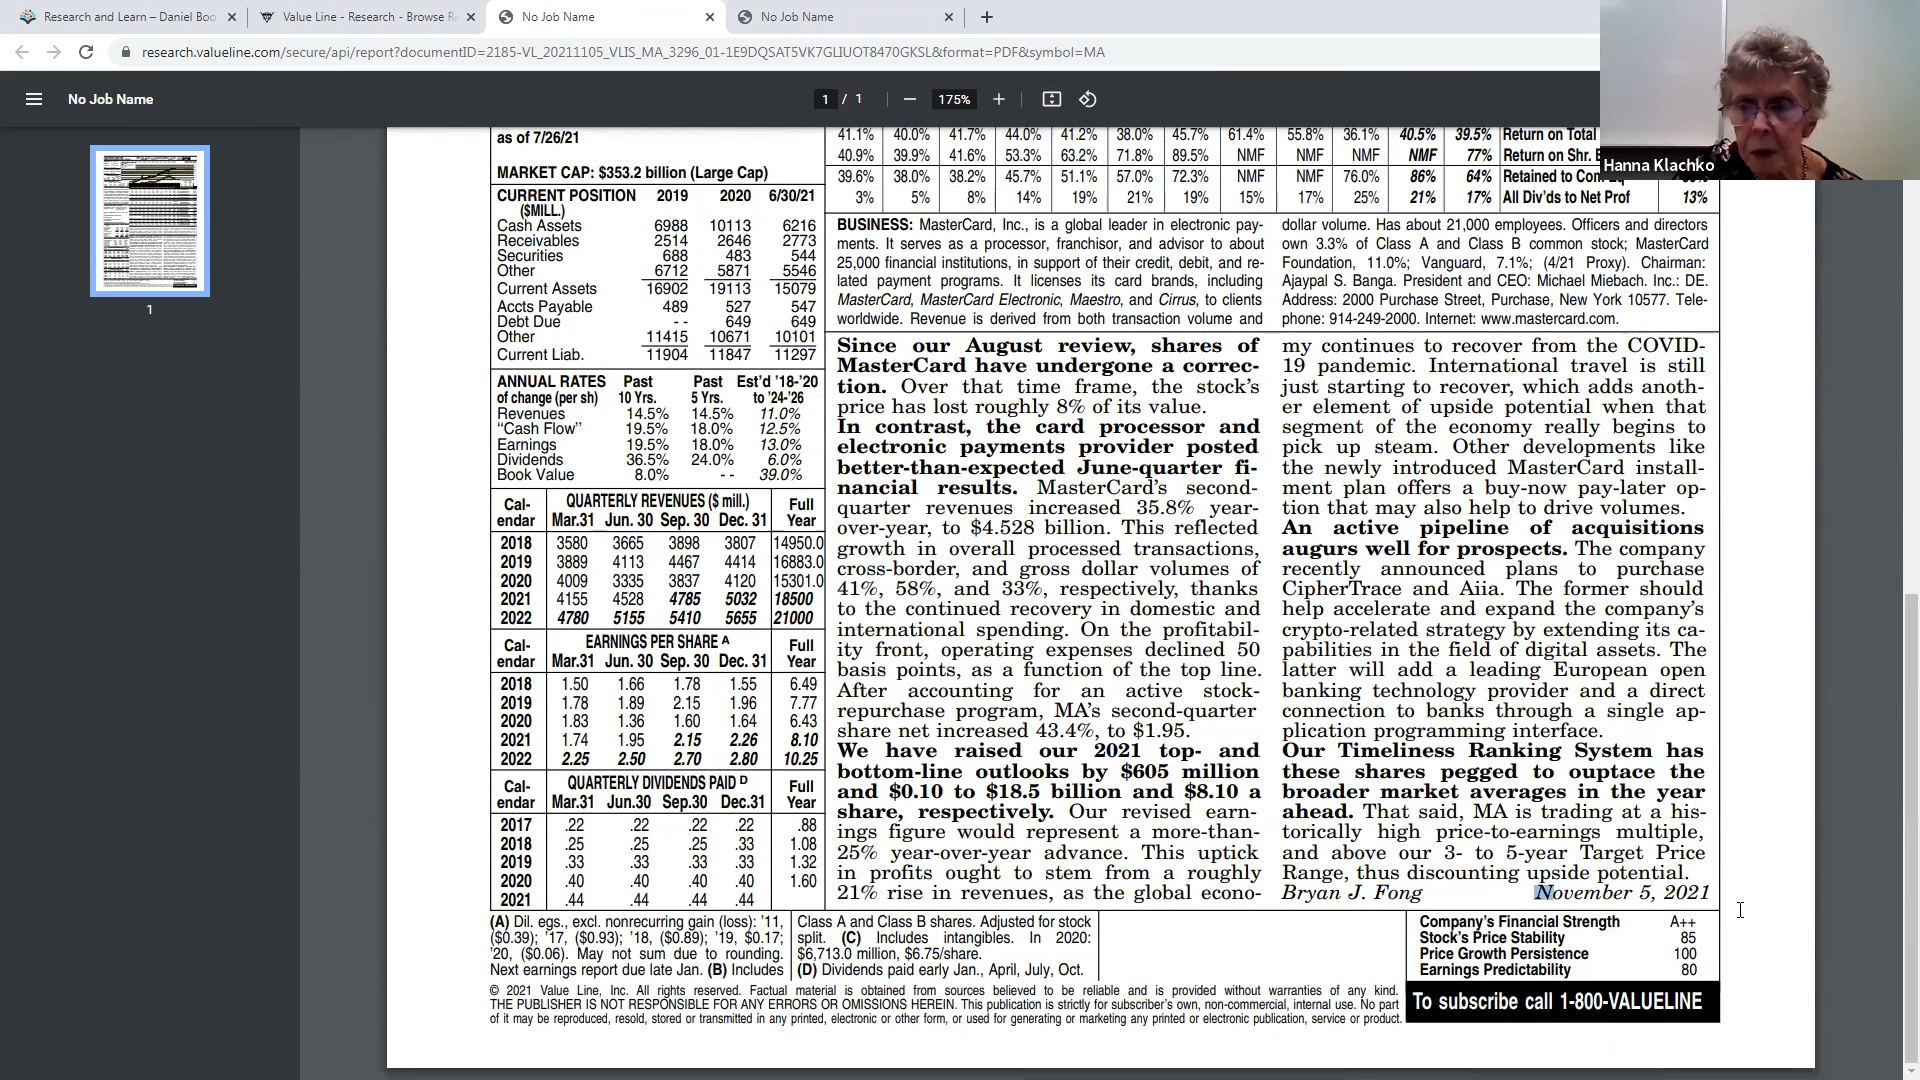 Research and Learn – Daniel Boo
Value Line - Research - Browse R
No Job Name
No Job Name
research.valueline.com/secure/api/report?documentID=2185-VL_20211105_VLIS_MA_3296_01-1E9DQSAT5VK7GLIUOT8470GKSL&format=PDF&symbol=MA
No Job Name
1 / 1
175%
Hanna Klachko
1
as of 7/26/21
MARKET CAP: $353.2 billion (Large Cap)
CURRENT POSITION 2019 2020 6/30/21
($MILL.)
Cash Assets 6988 10113 6216
Receivables 2514 2646 2773
Securities 688 483 544
Other 6712 5871 5546
Current Assets 16902 19113 15079
Accts Payable 489 527 547
Debt Due - - 649 649
Other 11415 10671 10101
Current Liab. 11904 11847 11297
ANNUAL RATES Past Past Est'd '18-'20
of change (per sh) 10 Yrs. 5 Yrs. to '24-'26
Revenues 14.5% 14.5% 11.0%
"Cash Flow" 19.5% 18.0% 12.5%
Earnings 19.5% 18.0% 13.0%
Dividends 36.5% 24.0% 6.0%
Book Value 8.0% - - 39.0%
Cal- QUARTERLY REVENUES ($ mill.) Full
endar Mar.31 Jun. 30 Sep. 30 Dec. 31 Year
2018 3580 3665 3898 3807 14950.0
2019 3889 4113 4467 4414 16883.0
2020 4009 3335 3837 4120 15301.0
2021 4155 4528 4785 5032 18500
2022 4780 5155 5410 5655 21000
Cal- EARNINGS PER SHARE A Full
endar Mar.31 Jun. 30 Sep. 30 Dec. 31 Year
2018 1.50 1.66 1.78 1.55 6.49
2019 1.78 1.89 2.15 1.96 7.77
2020 1.83 1.36 1.60 1.64 6.43
2021 1.74 1.95 2.15 2.26 8.10
2022 2.25 2.50 2.70 2.80 10.25
Cal- QUARTERLY DIVIDENDS PAID D Full
endar Mar.31 Jun.30 Sep.30 Dec.31 Year
2017 .22 .22 .22 .22 .88
2018 .25 .25 .25 .33 1.08
2019 .33 .33 .33 .33 1.32
2020 .40 .40 .40 .40 1.60
2021 .44 .44 .44 .44
41.1% 40.0% 41.7% 44.0% 41.2% 38.0% 45.7% 61.4% 55.8% 36.1% 40.5% 39.5% Return on Total
40.9% 39.9% 41.6% 53.3% 63.2% 71.8% 89.5% NMF NMF NMF NMF 77% Return on Shr.
39.6% 38.0% 38.2% 45.7% 51.1% 57.0% 72.3% NMF NMF 76.0% 86% 64% Retained to Com
3% 5% 8% 14% 19% 21% 19% 15% 17% 25% 21% 17% All Div'ds to Net Prof 13%
BUSINESS: MasterCard, Inc., is a global leader in electronic pay-
ments. It serves as a processor, franchisor, and advisor to about
25,000 financial institutions, in support of their credit, debit, and re-
lated payment programs. It licenses its card brands, including
MasterCard, MasterCard Electronic, Maestro, and Cirrus, to clients
worldwide. Revenue is derived from both transaction volume and
dollar volume. Has about 21,000 employees. Officers and directors
own 3.3% of Class A and Class B common stock; MasterCard
Foundation, 11.0%; Vanguard, 7.1%; (4/21 Proxy). Chairman:
Ajaypal S. Banga. President and CEO: Michael Miebach. Inc.: DE.
Address: 2000 Purchase Street, Purchase, New York 10577. Tele-
phone: 914-249-2000. Internet: www.mastercard.com.
Since our August review, shares of
MasterCard have undergone a correc-
tion. Over that time frame, the stock's
price has lost roughly 8% of its value.
In contrast, the card processor and
electronic payments provider posted
better-than-expected June-quarter fi-
nancial results. MasterCard's second-
quarter revenues increased 35.8% year-
over-year, to $4.528 billion. This reflected
growth in overall processed transactions,
cross-border, and gross dollar volumes of
41%, 58%, and 33%, respectively, thanks
to the continued recovery in domestic and
international spending. On the profitabil-
ity front, operating expenses declined 50
basis points, as a function of the top line.
After accounting for an active stock-
repurchase program, MA's second-quarter
share net increased 43.4%, to $1.95.
We have raised our 2021 top- and
bottom-line outlooks by $605 million
and $0.10 to $18.5 billion and $8.10 a
share, respectively. Our revised earn-
ings figure would represent a more-than-
25% year-over-year advance. This uptick
in profits ought to stem from a roughly
21% rise in revenues, as the global econo-
my continues to recover from the COVID-
19 pandemic. International travel is still
just starting to recover, which adds anoth-
er element of upside potential when that
segment of the economy really begins to
pick up steam. Other developments like
the newly introduced MasterCard install-
ment plan offers a buy-now pay-later op-
tion that may also help to drive volumes.
An active pipeline of acquisitions
augurs well for prospects. The company
recently announced plans to purchase
CipherTrace and Aiia. The former should
help accelerate and expand the company's
crypto-related strategy by extending its ca-
pabilities in the field of digital assets. The
latter will add a leading European open
banking technology provider and a direct
connection to banks through a single ap-
plication programming interface.
Our Timeliness Ranking System has
these shares pegged to ouptace the
broader market averages in the year
ahead. That said, MA is trading at a his-
torically high price-to-earnings multiple,
and above our 3- to 5-year Target Price
Range, thus discounting upside potential.
Bryan J. Fong November 5, 2021
(A) Dil. egs., excl. nonrecurring gain (loss): '11,
($0.39); '17, ($0.93); '18, ($0.89); '19, $0.17;
'20, ($0.06). May not sum due to rounding.
Next earnings report due late Jan. (B) Includes
Class A and Class B shares. Adjusted for stock
split. (C) Includes intangibles. In 2020:
$6,713.0 million, $6.75/share.
(D) Dividends paid early Jan., April, July, Oct.
Company's Financial Strength A++
Stock's Price Stability 85
Price Growth Persistence 100
Earnings Predictability 80
© 2021 Value Line, Inc. All rights reserved. Factual material is obtained from sources believed to be reliable and is provided without warranties of any kind.
THE PUBLISHER IS NOT RESPONSIBLE FOR ANY ERRORS OR OMISSIONS HEREIN. This publication is strictly for subscriber's own, non-commercial, internal use. No part
of it may be reproduced, resold, stored or transmitted in any printed, electronic or other form, or used for generating or marketing any printed or electronic publication, service or product.
To subscribe call 1-800-VALUELINE